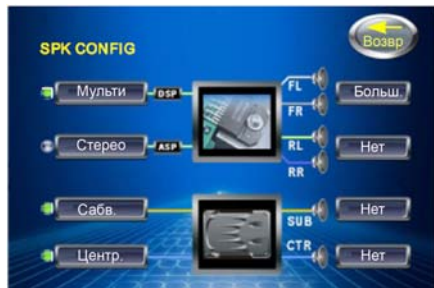 SPK CONFIG
Возвр
Мульти DSP FL Больш.
FR
Стерео ASP RL Нет
RR
Сабв. SUB Нет
Центр. CTR Нет